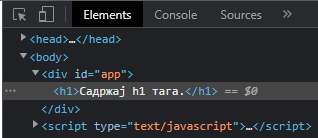 Elements Console Sources
<head>…</head>
<body>
<div id="app">
<h1>Садржај h1 тага.</h1> == $0
</div>
<script type="text/javascript">…</script>